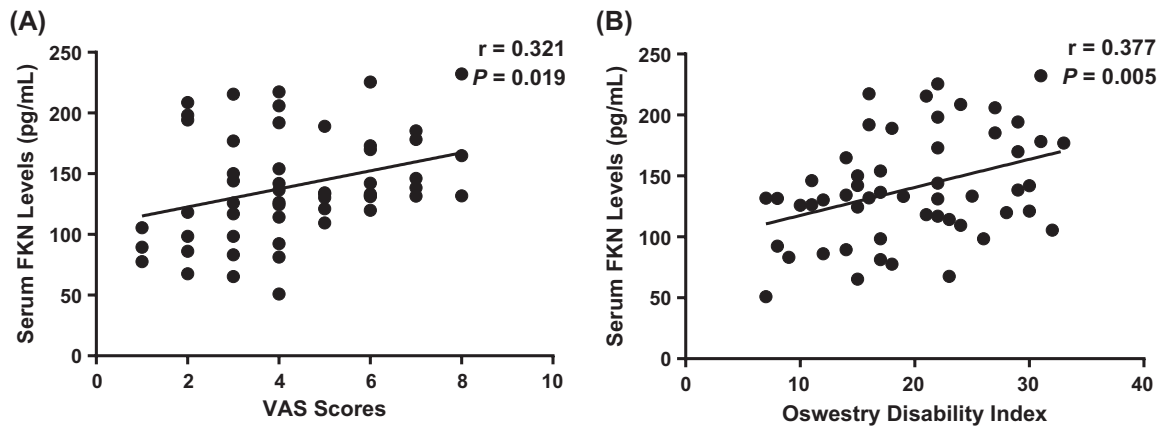 (A)
r = 0.321
P = 0.019
Serum FKN Levels (pg/mL)
250
200
150
100
50
0
0 2 4 6 8 10
VAS Scores
(B)
r = 0.377
P = 0.005
Serum FKN Levels (pg/mL)
250
200
150
100
50
0
0 10 20 30 40
Oswestry Disability Index